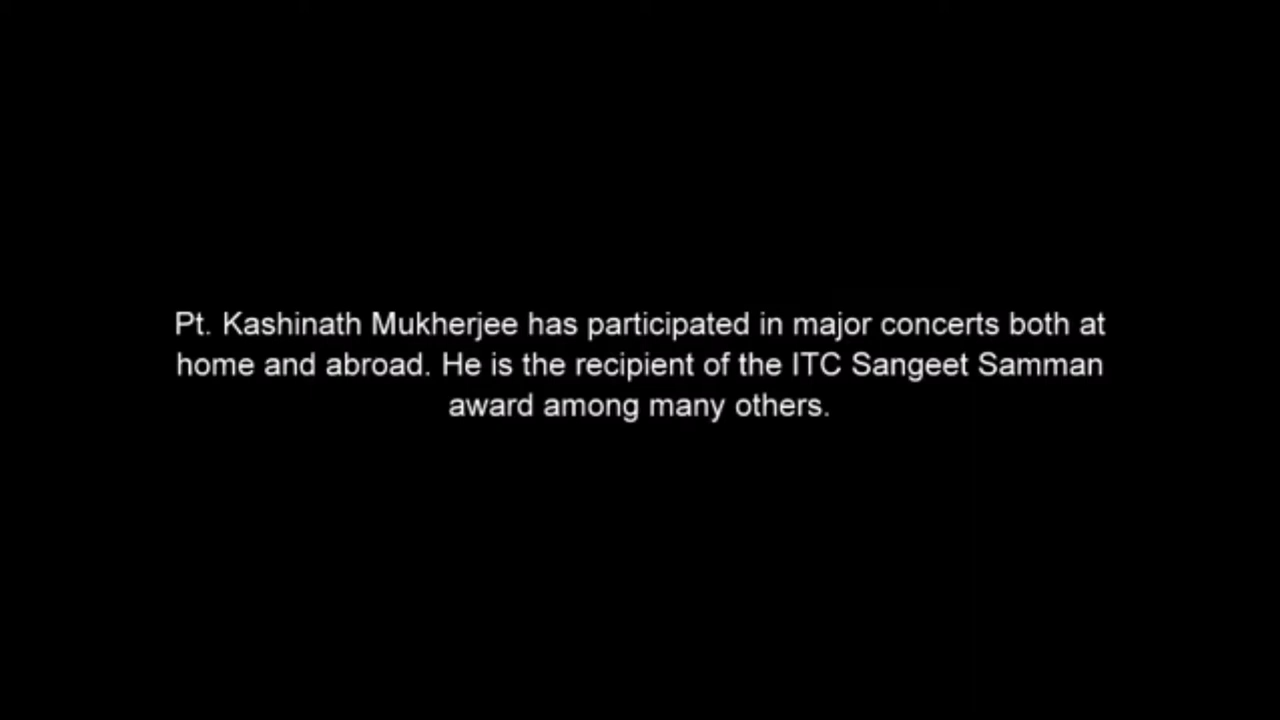 Pt. Kashinath Mukherjee has participated in major concerts both at
home and abroad. He is the recipient of the ITC Sangeet Samman
award among many others.